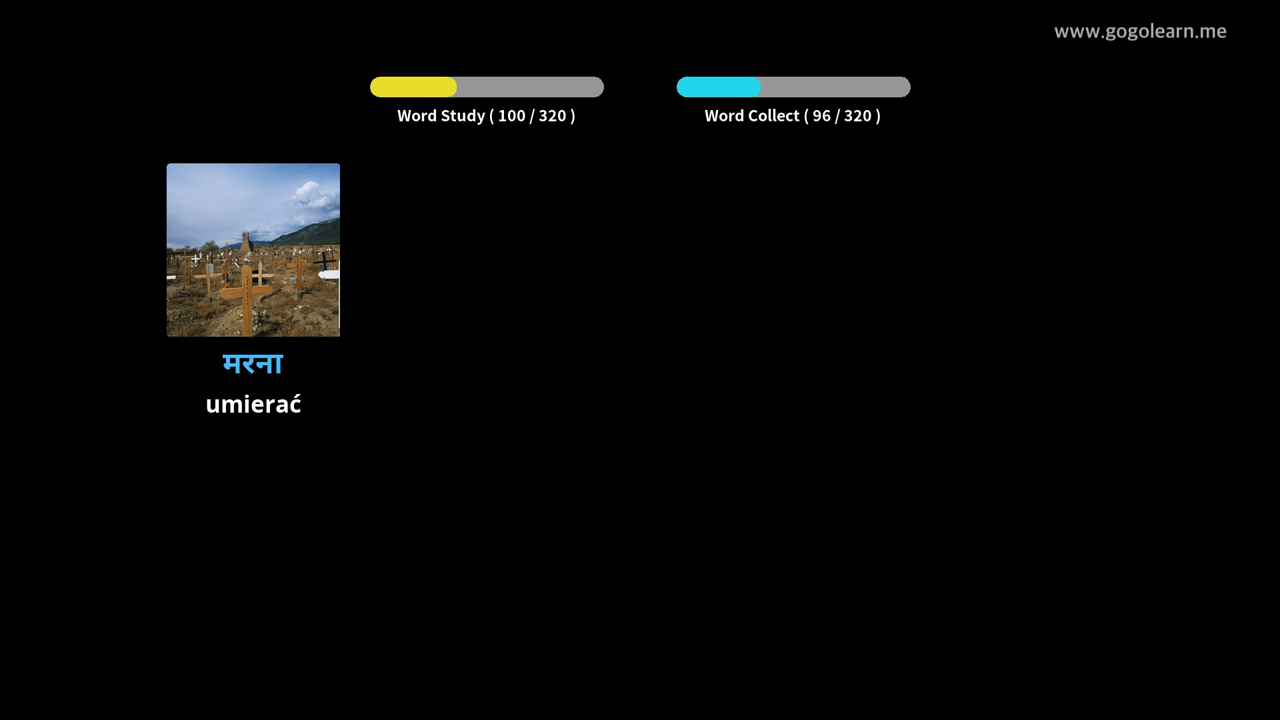 www.gogolearn.me
Word Study ( 100 / 320 )
Word Collect ( 96 / 320 )
मरना
umierać